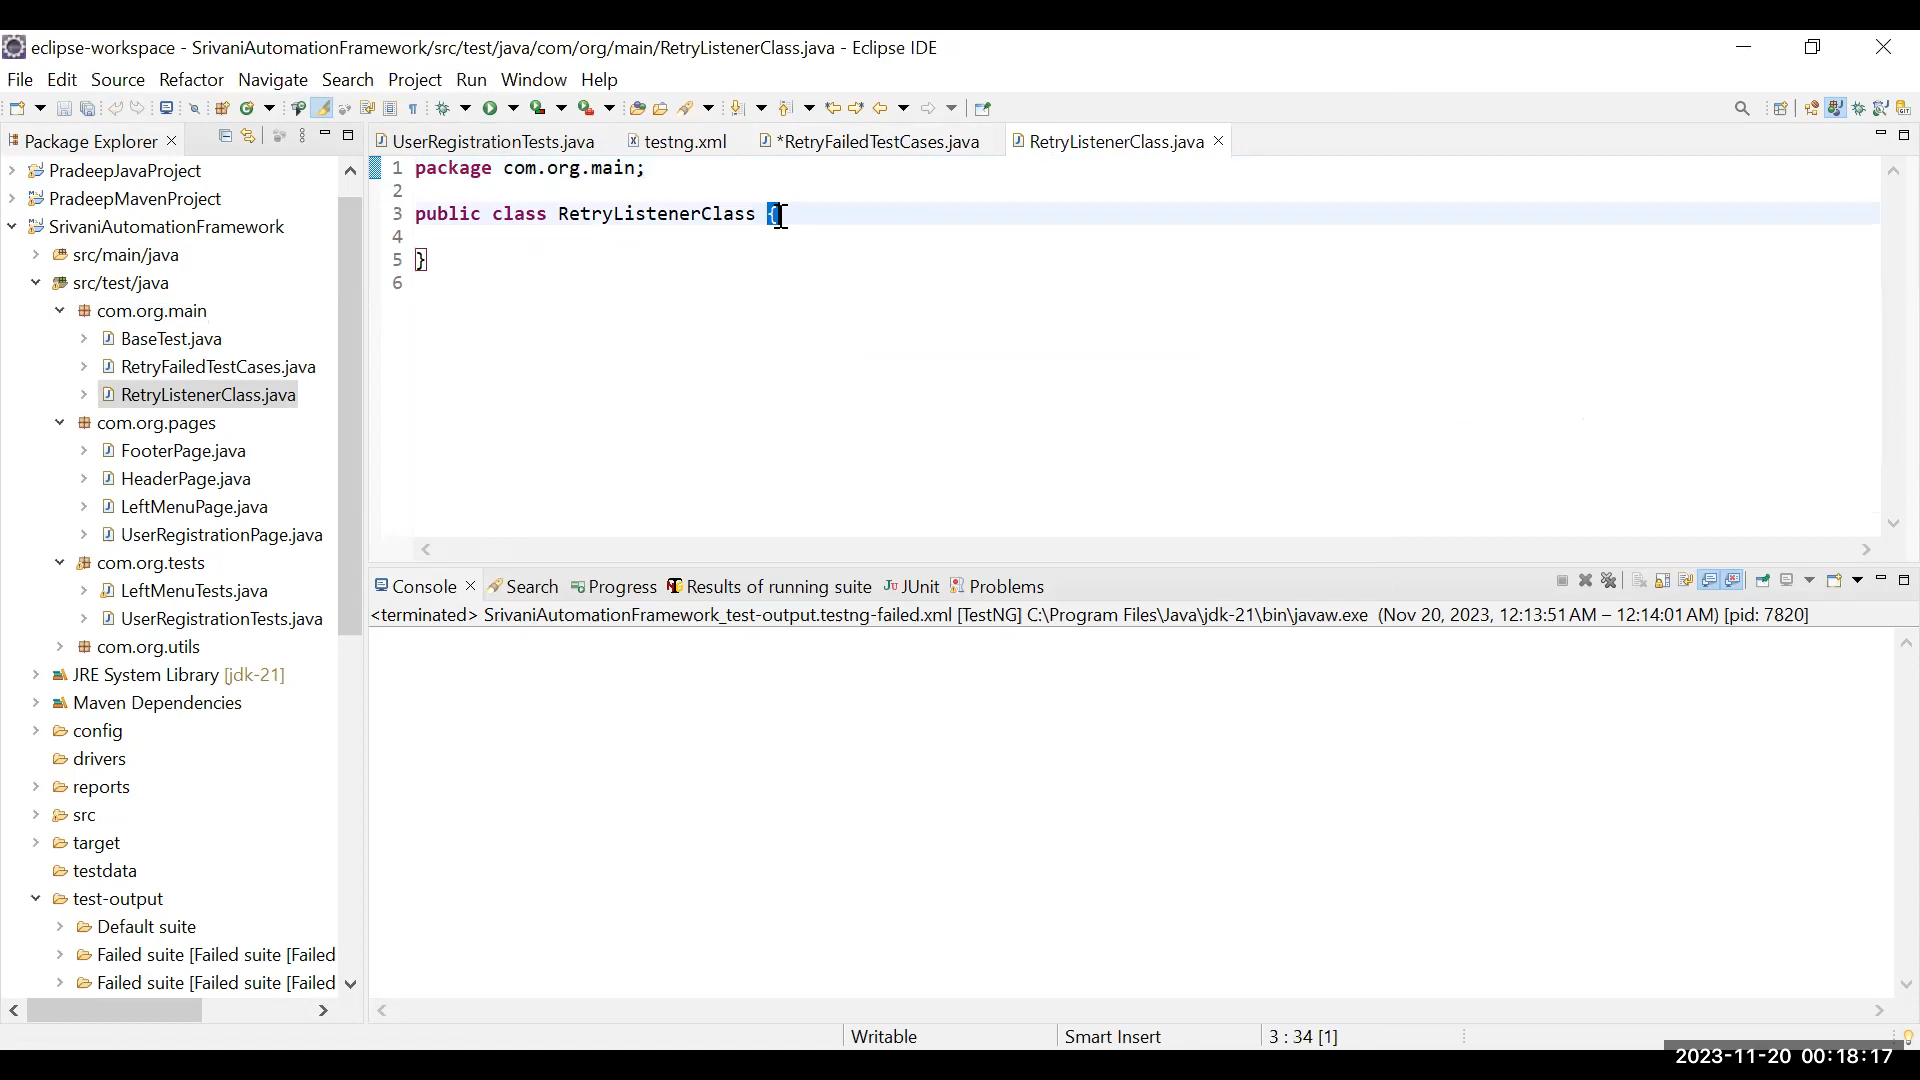 eclipse-workspace - SrivaniAutomationFramework/src/test/java/com/org/main/RetryListenerClass.java - Eclipse IDE
File Edit Source Refactor Navigate Search Project Run Window Help
Package Explorer
UserRegistrationTests.java testng.xml *RetryFailedTestCases.java RetryListenerClass.java
PradeepJavaProject
PradeepMavenProject
SrivaniAutomationFramework
src/main/java
src/test/java
com.org.main
BaseTest.java
RetryFailedTestCases.java
RetryListenerClass.java
com.org.pages
FooterPage.java
HeaderPage.java
LeftMenuPage.java
UserRegistrationPage.java
com.org.tests
LeftMenuTests.java
UserRegistrationTests.java
com.org.utils
JRE System Library [jdk-21]
Maven Dependencies
config
drivers
reports
src
target
testdata
test-output
Default suite
Failed suite [Failed suite [Failed
Failed suite [Failed suite [Failed
1 package com.org.main;
2
3 public class RetryListenerClass {
4
5 }
6
Console Search Progress Results of running suite JUnit Problems
<terminated> SrivaniAutomationFramework_test-output.testng-failed.xml [TestNG] C:\Program Files\Java\jdk-21\bin\javaw.exe (Nov 20, 2023, 12:13:51 AM – 12:14:01 AM) [pid: 7820]
Writable Smart Insert 3 : 34 [1]
2023-11-20 00:18:17